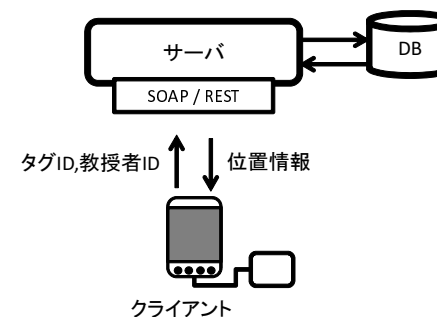 サーバ
DB
SOAP / REST
タグID,教授者ID
位置情報
クライアント